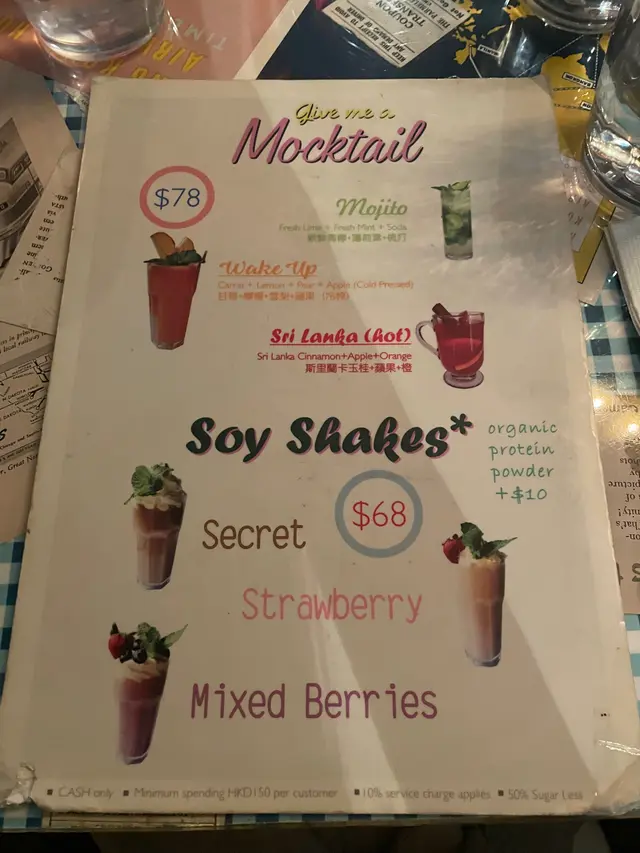 Give me a
Mocktail
$78
Mojito
Fresh Lime + Fresh Mint + Soda
Wake Up
Carrot + Lemon + Pear + Apple (Cold Pressed)
Sri Lanka (hot)
Sri Lanka Cinnamon+Apple+Orange
斯里蘭卡玉桂+蘋果+橙
Soy Shakes*
organic
protein
powder
+$10
$68
Secret
Strawberry
Mixed Berries
▪ CASH only ▪ Minimum spending HKD150 per customer ▪ 10% service charge applies ▪ 50% Sugar Less